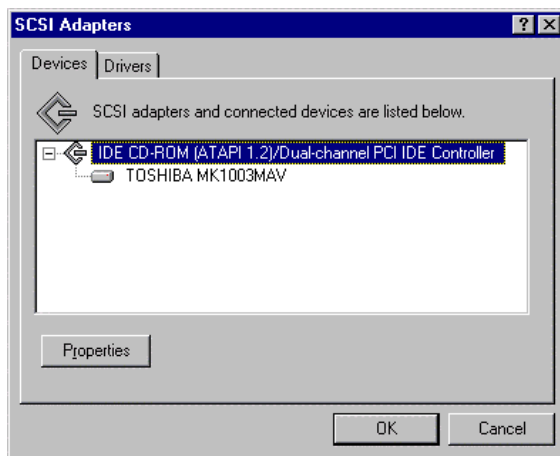 SCSI Adapters
Devices Drivers
SCSI adapters and connected devices are listed below.
IDE CD-ROM (ATAPI 1.2)/Dual-channel PCI IDE Controller
TOSHIBA MK1003MAV
Properties
OK Cancel